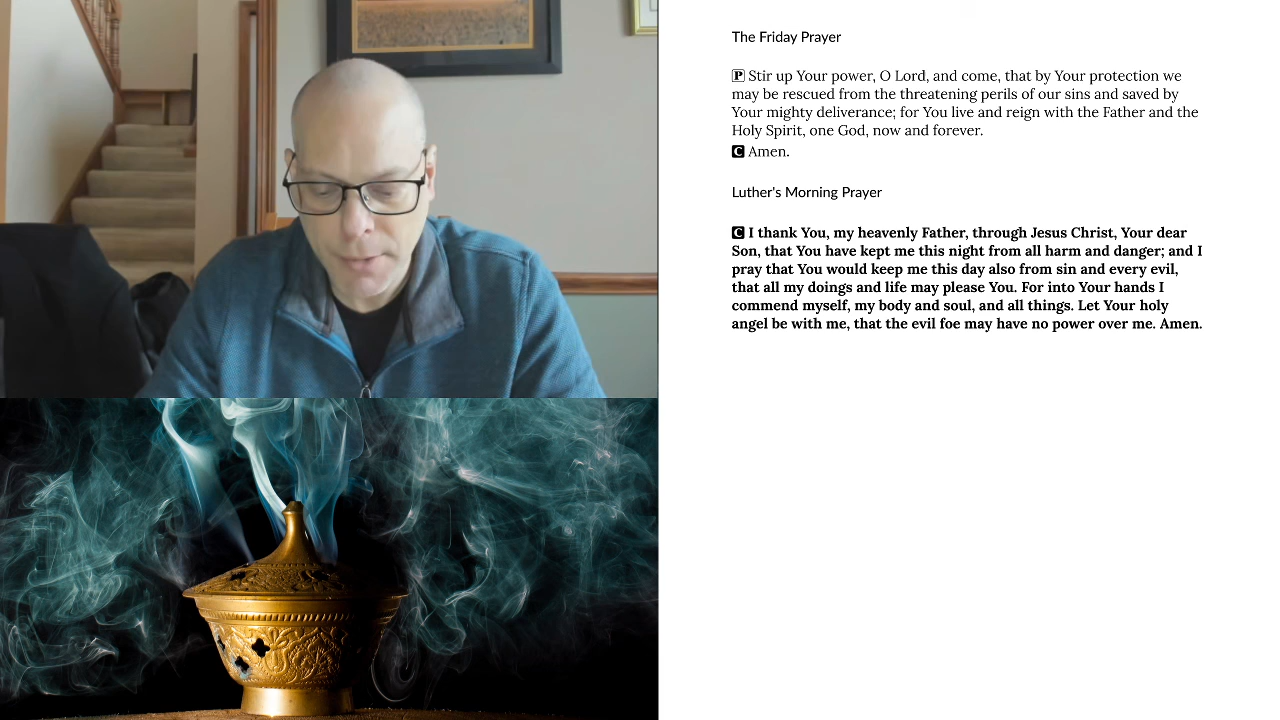 The Friday Prayer
P Stir up Your power, O Lord, and come, that by Your protection we
may be rescued from the threatening perils of our sins and saved by
Your mighty deliverance; for You live and reign with the Father and the
Holy Spirit, one God, now and forever.
C Amen.
Luther's Morning Prayer
C I thank You, my heavenly Father, through Jesus Christ, Your dear
Son, that You have kept me this night from all harm and danger; and I
pray that You would keep me this day also from sin and every evil,
that all my doings and life may please You. For into Your hands I
commend myself, my body and soul, and all things. Let Your holy
angel be with me, that the evil foe may have no power over me. Amen.